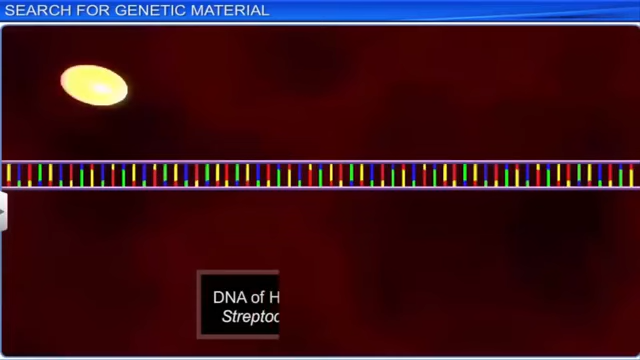 SEARCH FOR GENETIC MATERIAL
DNA of H
Streptoc